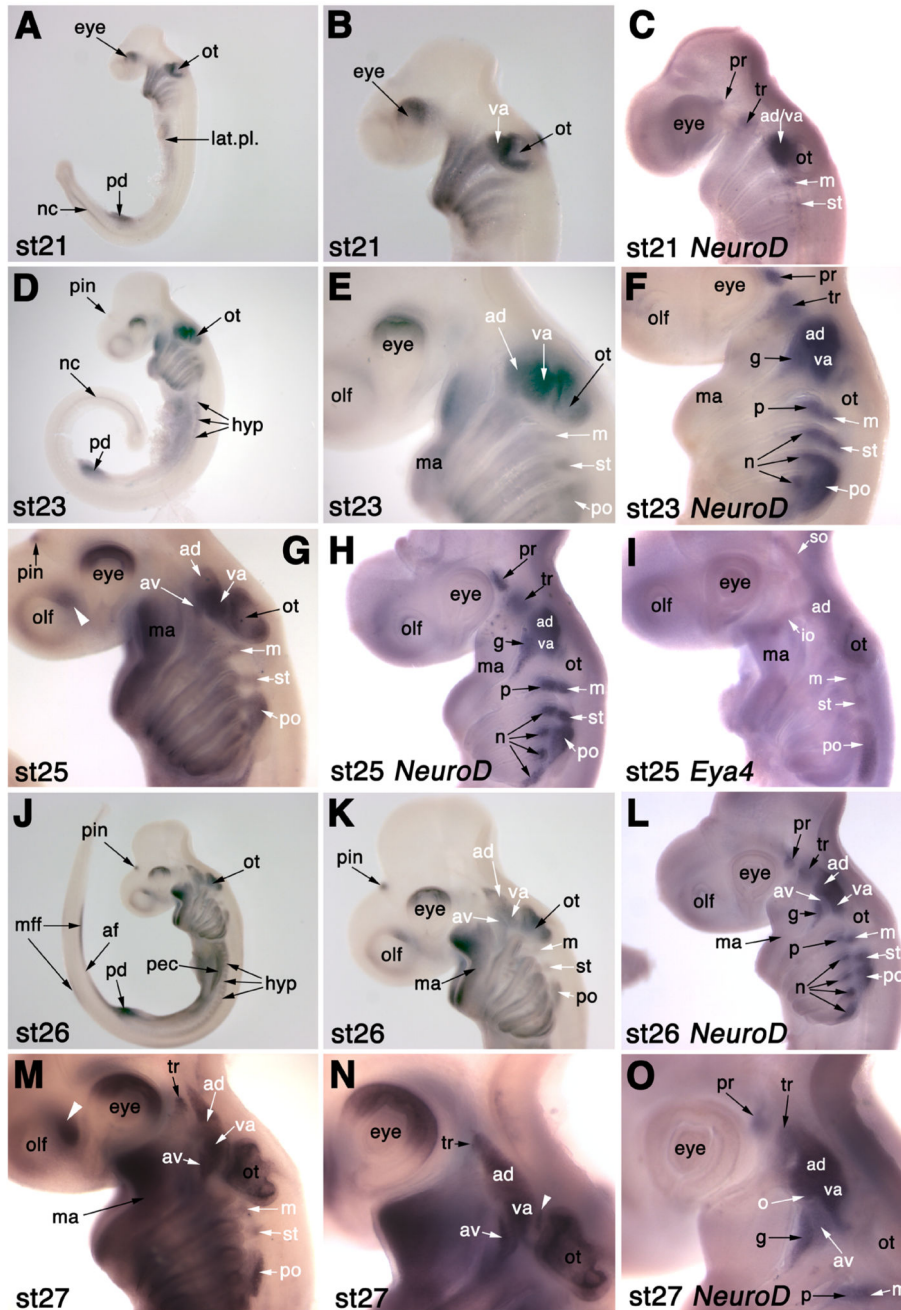 A
eye
ot
lat.pl.
pd
nc
st21
B
eye
va
ot
st21
C
pr
tr
ad/va
eye
ot
m
st
st21 NeuroD
D
pin
ot
nc
hyp
pd
st23
E
ad
va
eye
ot
olf
m
st
ma
po
st23
F
pr
eye
tr
olf
ad
va
g
ma
ot
p
m
st
n
po
st23 NeuroD
G
ad
va
pin
eye
av
olf
ot
ma
m
st
po
st25
H
pr
tr
eye
olf
ad
g
va
ma
ot
p
m
st
n
po
st25 NeuroD
I
so
eye
olf
ad
io
ot
ma
m
st
po
st25 Eya4
J
pin
ot
mff
af
pec
pd
hyp
st26
K
ad
pin
va
eye
ot
av
olf
m
ma
st
po
st26
L
pr
tr
ad
eye
av
va
olf
g
ot
ma
m
p
st
n
po
st26 NeuroD
M
tr
ad
eye
va
olf
av
ot
ma
m
st
po
st27
N
eye
tr
ad
va
av
ot
st27
O
pr
tr
eye
ad
va
o
g
av
ot
p
m
st27 NeuroD